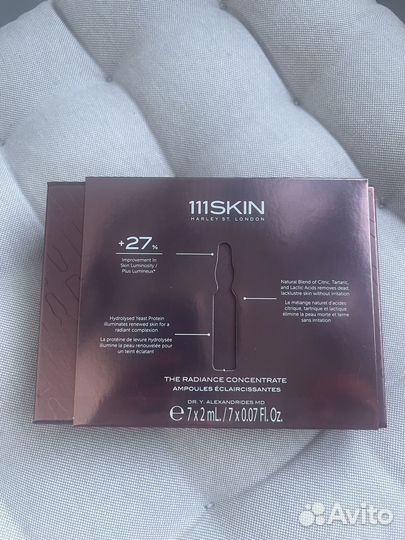 111SKIN
HARLEY ST. LONDON
+27%
Improvement In
Skin Luminosity /
Plus Lumineux*
Natural Blend of Citric, Tartaric,
and Lactic Acids removes dead,
lacklustre skin without irritation
Le mélange naturel d'acides
citrique, tartrique et lactique
élimine la peau morte et terne
sans irritation
Hydrolysed Yeast Protein
illuminates renewed skin for a
radiant complexion
La protéine de levure hydrolysée
illumine la peau renouvelée pour
un teint éclatant
THE RADIANCE CONCENTRATE
AMPOULES ÉCLAIRCISSANTES
DR. Y. ALEXANDRIDES MD
℮ 7 x 2 mL. / 7 x 0.07 Fl. Oz.
Avito